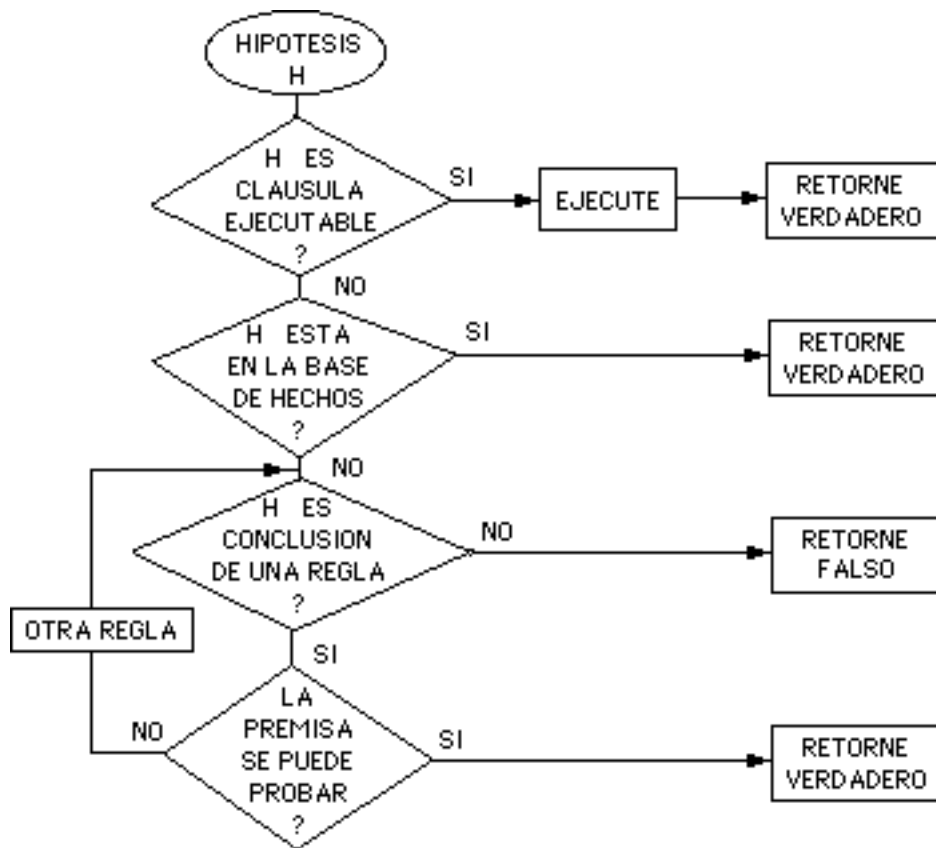 HIPOTESIS
H
H ES
CLAUSULA
EJECUTABLE
?
SI
EJECUTE
RETORNE
VERDADERO
NO
H ESTA
EN LA BASE
DE HECHOS
?
SI
RETORNE
VERDADERO
NO
H ES
CONCLUSION
DE UNA REGLA
?
NO
RETORNE
FALSO
OTRA REGLA
SI
LA
PREMISA
SE PUEDE
PROBAR
?
NO
SI
RETORNE
VERDADERO